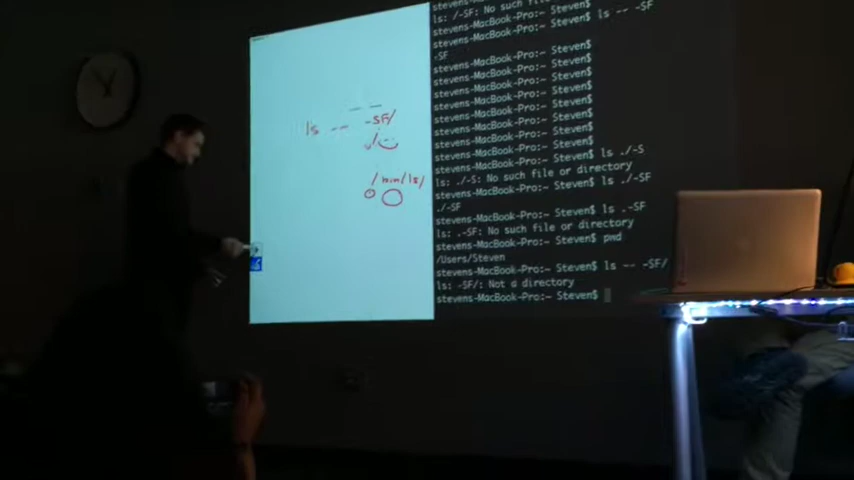 ls -- -SF/
./
/bin/ls/
ls: /-SF: No such file or directory
stevens-MacBook-Pro:~ Steven$ ls -- -SF
-SF
stevens-MacBook-Pro:~ Steven$
stevens-MacBook-Pro:~ Steven$
stevens-MacBook-Pro:~ Steven$
stevens-MacBook-Pro:~ Steven$
stevens-MacBook-Pro:~ Steven$
stevens-MacBook-Pro:~ Steven$
stevens-MacBook-Pro:~ Steven$
stevens-MacBook-Pro:~ Steven$
stevens-MacBook-Pro:~ Steven$ ls ./-S
ls: ./-S: No such file or directory
stevens-MacBook-Pro:~ Steven$ ls ./-SF
./-SF
stevens-MacBook-Pro:~ Steven$ ls .-SF
ls: .-SF: No such file or directory
stevens-MacBook-Pro:~ Steven$ pwd
/Users/Steven
stevens-MacBook-Pro:~ Steven$ ls -- -SF/
ls: -SF/: Not a directory
stevens-MacBook-Pro:~ Steven$